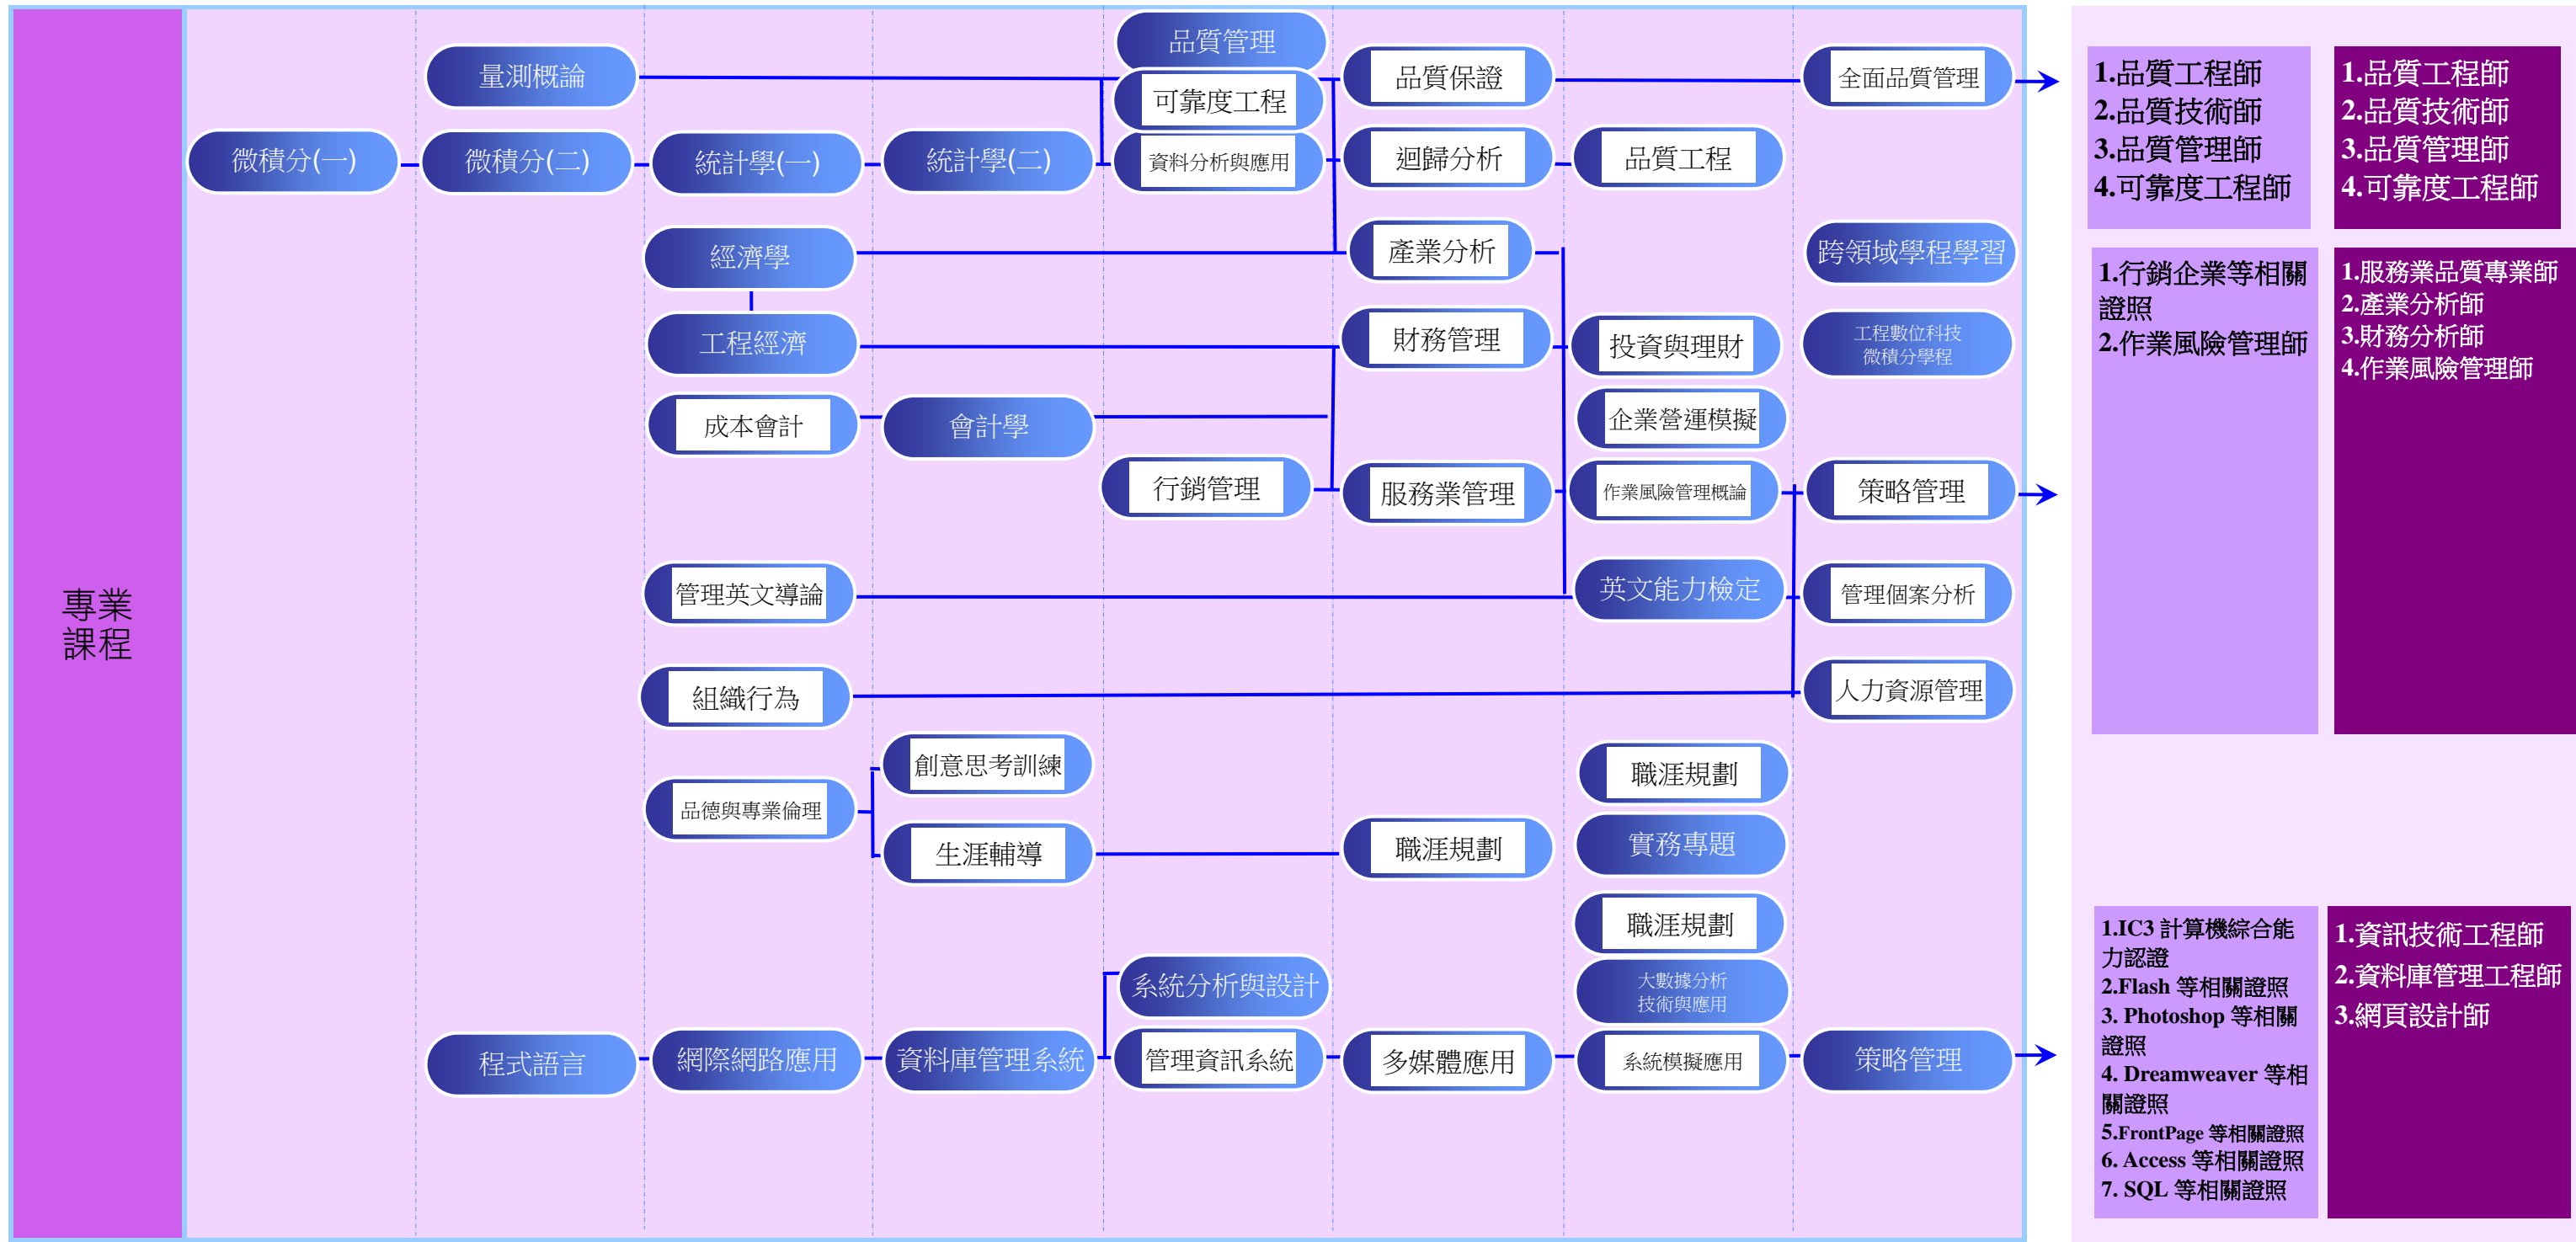 專業
課程
品質管理
量測概論
品質保證
全面品質管理
可靠度工程
微積分(一)
微積分(二)
統計學(一)
統計學(二)
資料分析與應用
迴歸分析
品質工程
經濟學
產業分析
跨領域學程學習
工程經濟
財務管理
投資與理財
工程數位科技
微積分學程
成本會計
會計學
企業營運模擬
行銷管理
服務業管理
作業風險管理概論
策略管理
管理英文導論
英文能力檢定
管理個案分析
組織行為
人力資源管理
創意思考訓練
職涯規劃
品德與專業倫理
生涯輔導
職涯規劃
實務專題
職涯規劃
系統分析與設計
大數據分析
技術與應用
程式語言
網際網路應用
資料庫管理系統
管理資訊系統
多媒體應用
系統模擬應用
策略管理
1.品質工程師
2.品質技術師
3.品質管理師
4.可靠度工程師
1.品質工程師
2.品質技術師
3.品質管理師
4.可靠度工程師
1.行銷企業等相關
證照
2.作業風險管理師
1.服務業品質專業師
2.產業分析師
3.財務分析師
4.作業風險管理師
1.IC3 計算機綜合能
力認證
2.Flash 等相關證照
3. Photoshop 等相關
證照
4. Dreamweaver 等相
關證照
5.FrontPage 等相關證照
6. Access 等相關證照
7. SQL 等相關證照
1.資訊技術工程師
2.資料庫管理工程師
3.網頁設計師